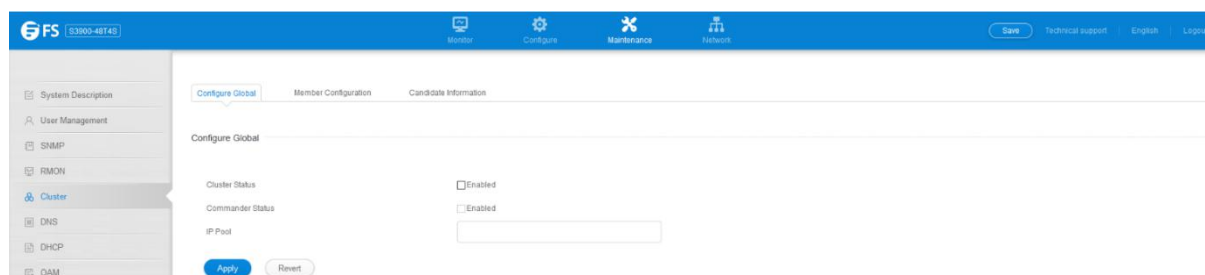 FS S3900-48T4S
Monitor Configure Maintenance Network
Save Technical support English Logou
System Description
User Management
SNMP
RMON
Cluster
DNS
DHCP
OAM
Configure Global Member Configuration Candidate Information
Configure Global
Cluster Status Enabled
Commander Status Enabled
IP Pool
Apply Revert